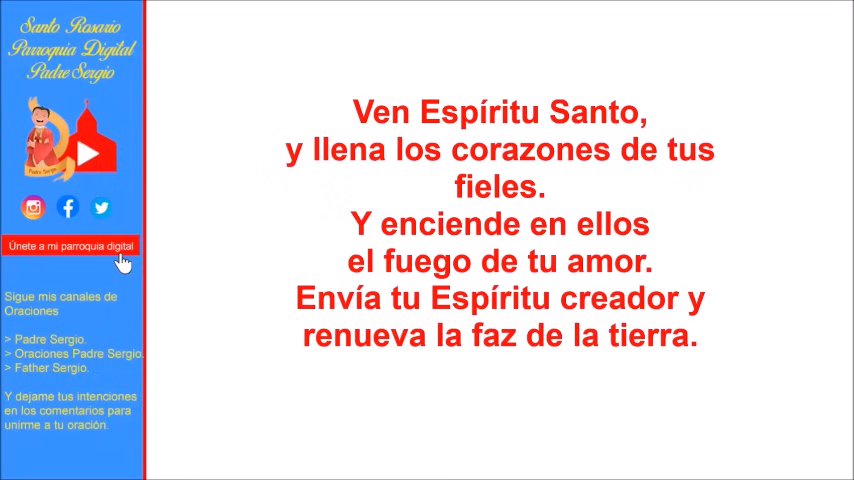 Santo Rosario
Parroquia Digital
Padre Sergio
Padre Sergio
Únete a mi parroquia digital
Sigue mis canales de
Oraciones
> Padre Sergio.
> Oraciones Padre Sergio.
> Father Sergio.
Y dejame tus intenciones
en los comentarios para
unirme a tu oración.
Ven Espíritu Santo,
y llena los corazones de tus
fieles.
Y enciende en ellos
el fuego de tu amor.
Envía tu Espíritu creador y
renueva la faz de la tierra.